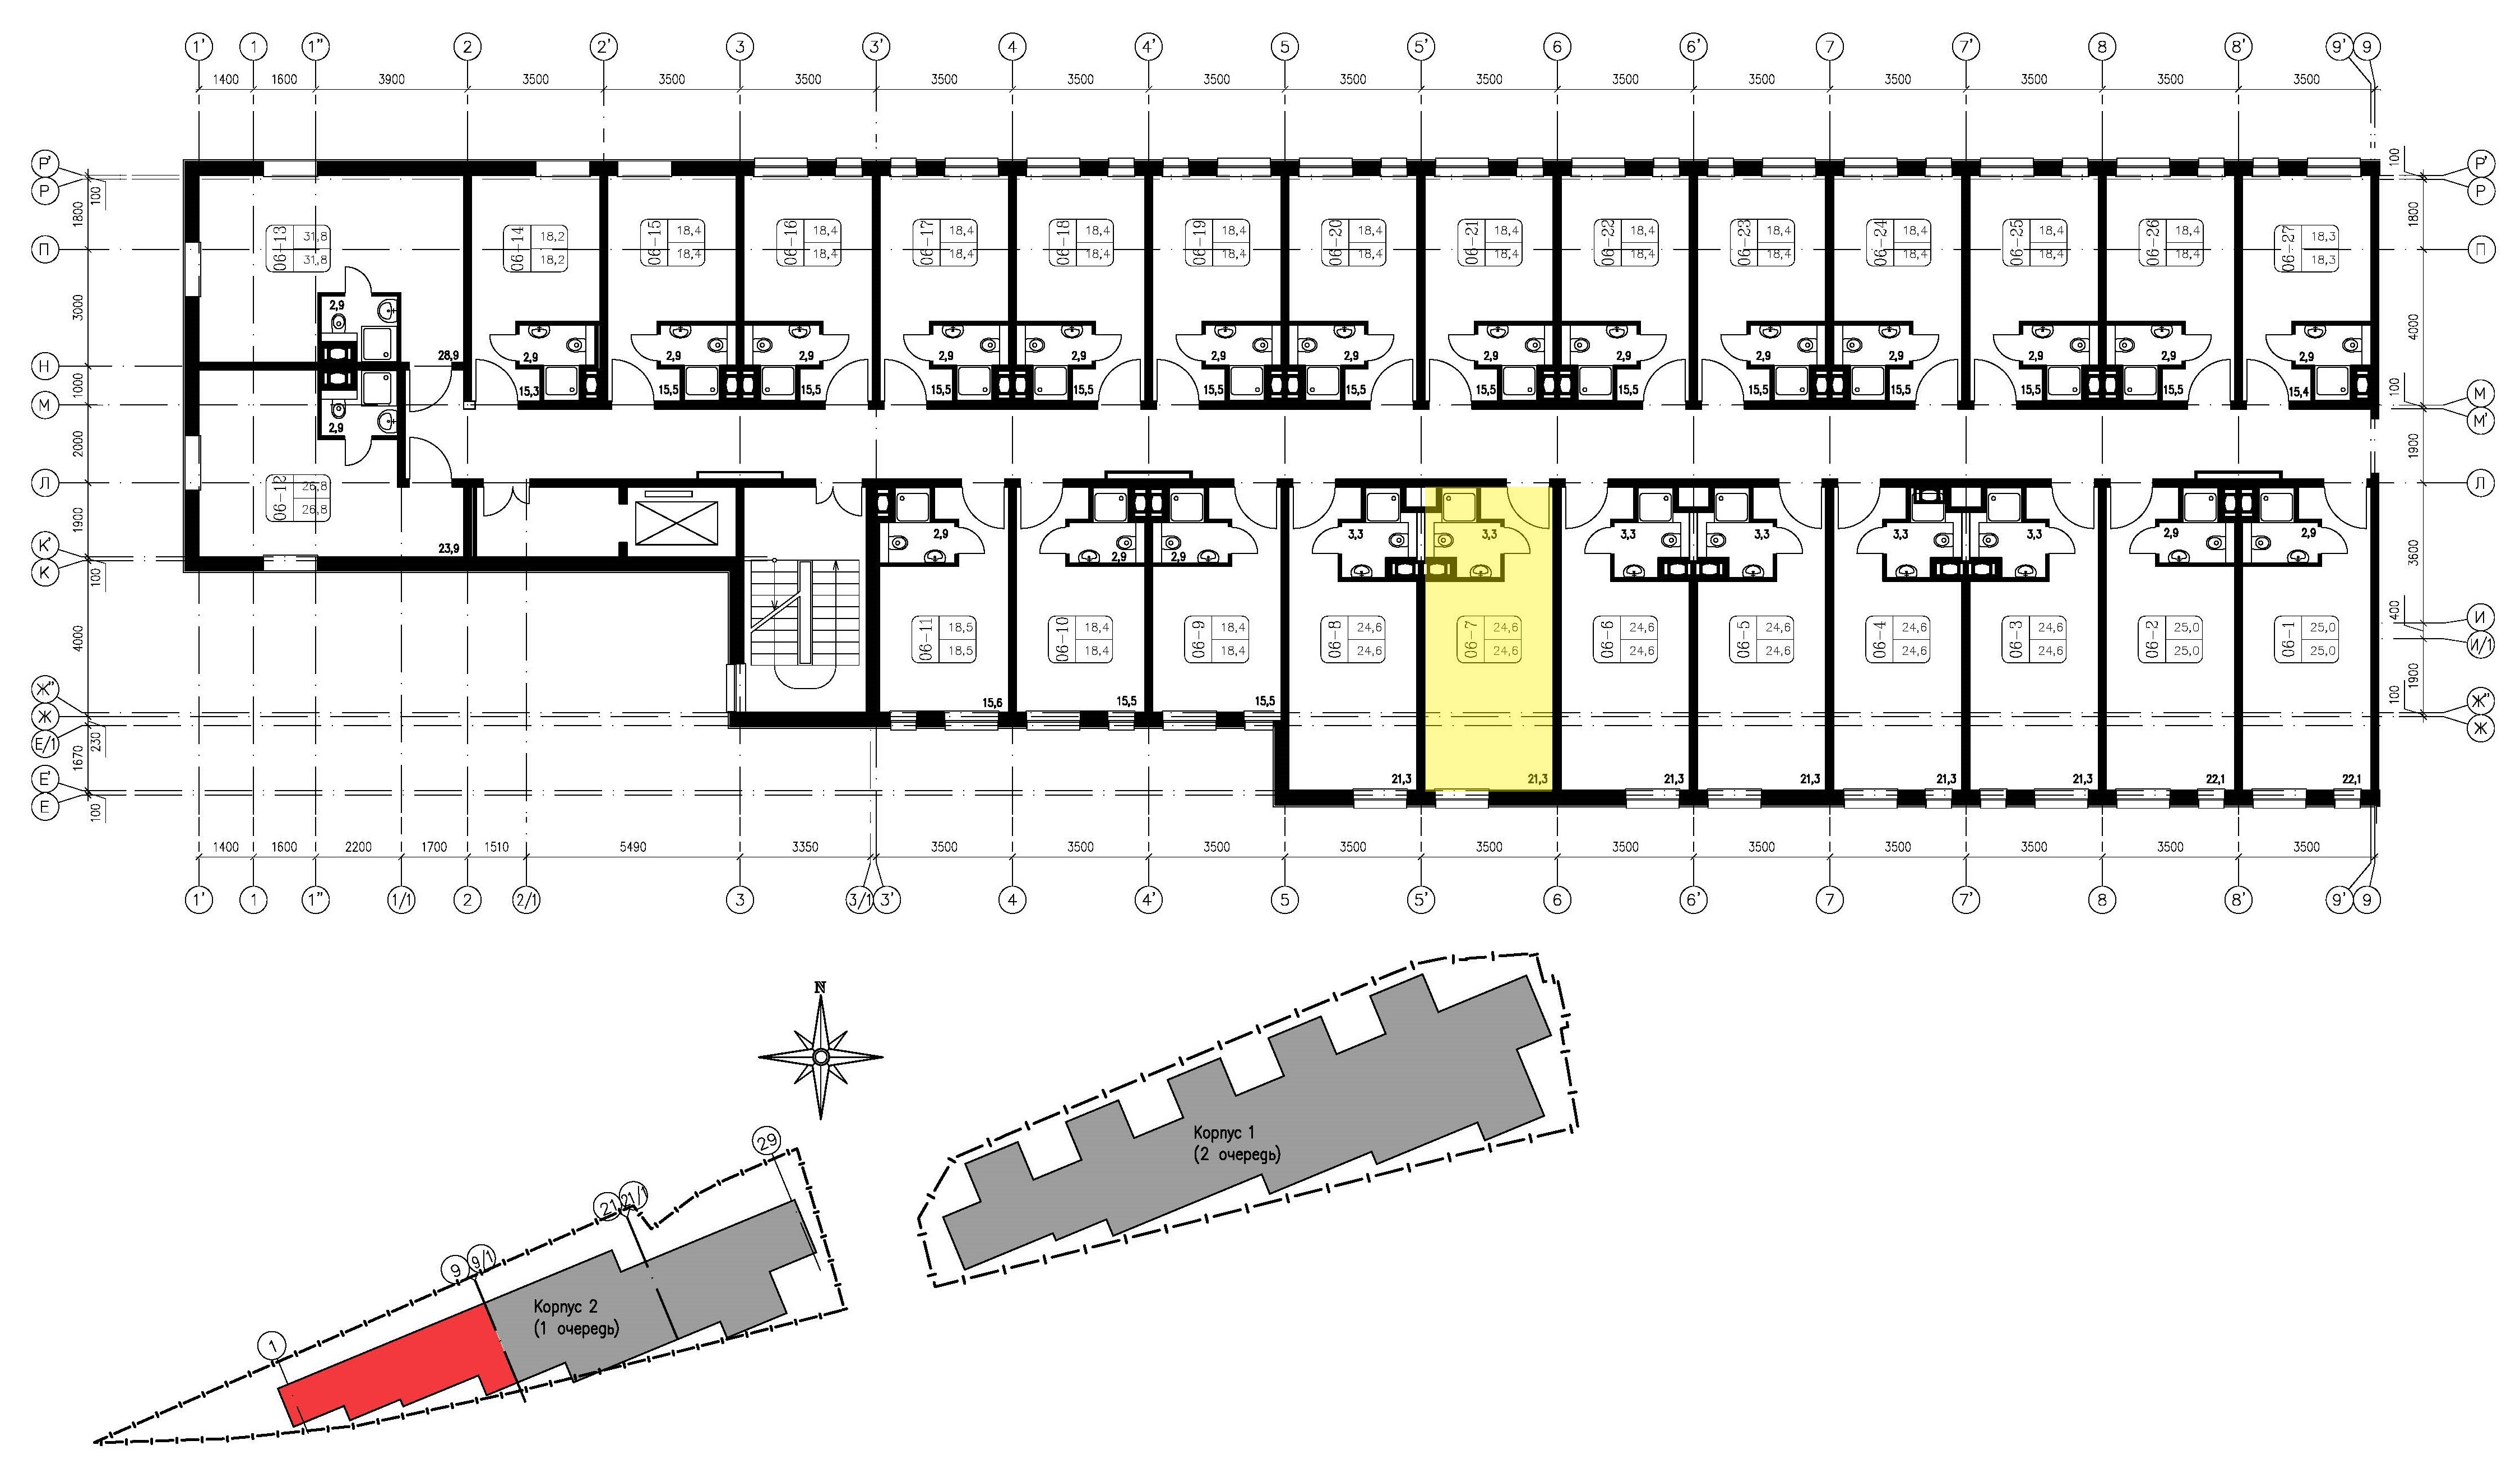 1' 1 1" 2 2' 3 3' 4 4' 5 5' 6 6' 7 7' 8 8' 9' 9
1400 1600 3900 3500 3500 3500 3500 3500 3500 3500 3500 3500 3500 3500 3500 3500 3500
Р' Р'
100 100
Р Р
1800 1800
06-13 31,8 31,8
06-14 18,2 18,2
06-15 18,4 18,4
06-16 18,4 18,4
06-17 18,4 18,4
06-18 18,4 18,4
06-19 18,4 18,4
06-20 18,4 18,4
06-21 18,4 18,4
06-22 18,4 18,4
06-23 18,4 18,4
06-24 18,4 18,4
06-25 18,4 18,4
06-26 18,4 18,4
06-27 18,3 18,3
П П
3000 4000
2,9 2,9 2,9 2,9 2,9 2,9 2,9 2,9 2,9 2,9 2,9 2,9 2,9 2,9 2,9
Н
28,9 15,3 15,5 15,5 15,5 15,5 15,5 15,5 15,5 15,5 15,5 15,5 15,5 15,5 15,4
1000 100
М М
М'
2,9
2000 1900
Л Л
06-12 26,8 26,8
23,9
1900 3600
К'
К
100
2,9 2,9 2,9 3,3 3,3 3,3 3,3 3,3 3,3 2,9 2,9
4000 400
И
И/1
06-11 18,5 18,5
06-10 18,4 18,4
06-9 18,4 18,4
06-8 24,6 24,6
06-7 24,6 24,6
06-6 24,6 24,6
06-5 24,6 24,6
06-4 24,6 24,6
06-3 24,6 24,6
06-2 25,0 25,0
06-1 25,0 25,0
1900
100
Ж" Ж"
15,6 15,5 15,5
Ж Ж
230
Е/1
1670
Е'
21,3 21,3 21,3 21,3 21,3 21,3 22,1 22,1
Е
100
1400 1600 2200 1700 1510 5490 3350 3500 3500 3500 3500 3500 3500 3500 3500 3500 3500 3500
1' 1 1" 1/1 2 2/1 3 3/1 3' 4 4' 5 5' 6 6' 7 7' 8 8' 9' 9
N
Корпус 1
(2 очередь)
29
21 21/1
9 9/1
Корпус 2
(1 очередь)
1